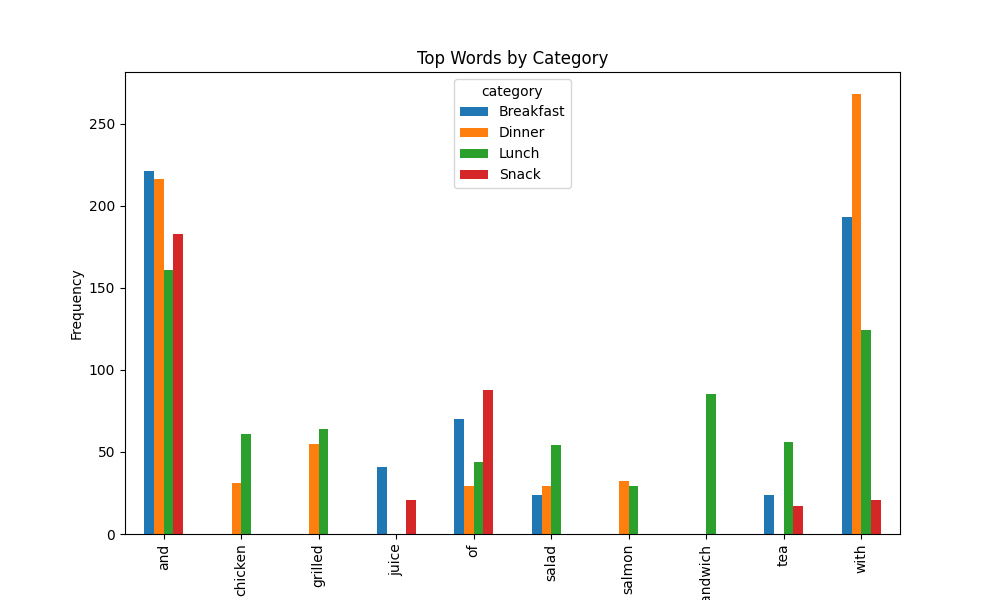 Top Words by Category
category
Breakfast
Dinner
Lunch
Snack
Frequency
250
200
150
100
50
0
and
chicken
grilled
juice
of
salad
salmon
andwich
tea
with